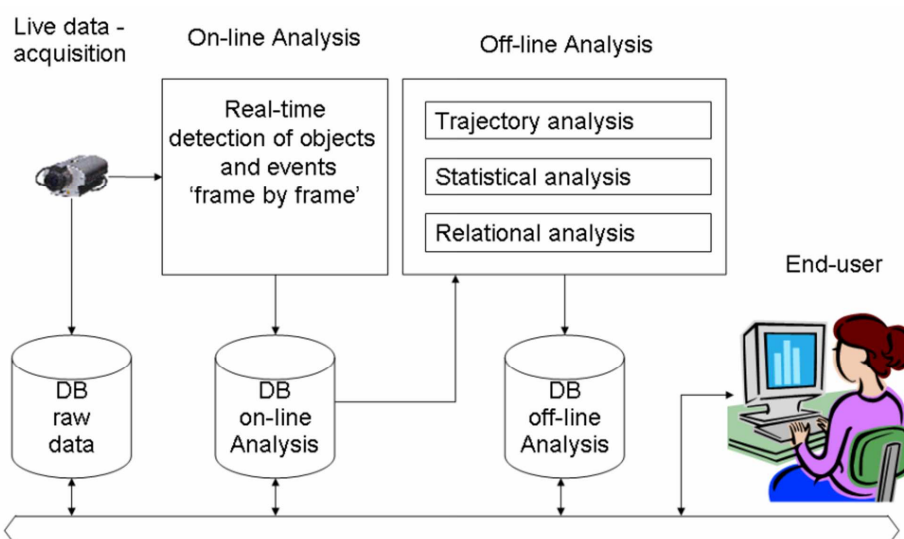 Live data -
acquisition
On-line Analysis
Off-line Analysis
Real-time
detection of objects
and events
‘frame by frame’
Trajectory analysis
Statistical analysis
Relational analysis
End-user
DB
raw
data
DB
on-line
Analysis
DB
off-line
Analysis